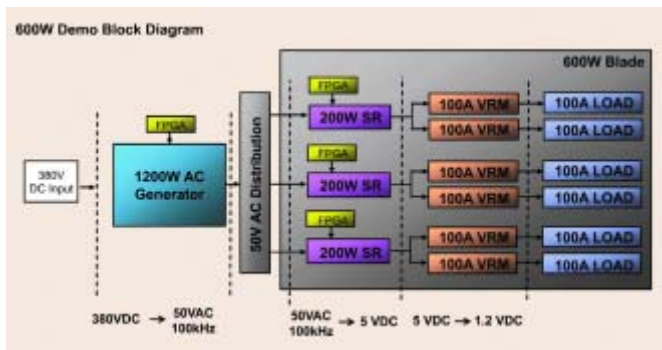 600W Demo Block Diagram
600W Blade
FPGA
200W SR
100A VRM
100A LOAD
100A VRM
100A LOAD
380V
DC Input
FPGA
1200W AC
Generator
50V AC Distribution
FPGA
200W SR
100A VRM
100A LOAD
100A VRM
100A LOAD
FPGA
200W SR
100A VRM
100A LOAD
100A VRM
100A LOAD
380VDC → 50VAC
100kHz
50VAC
100kHz → 5 VDC
5 VDC → 1.2 VDC